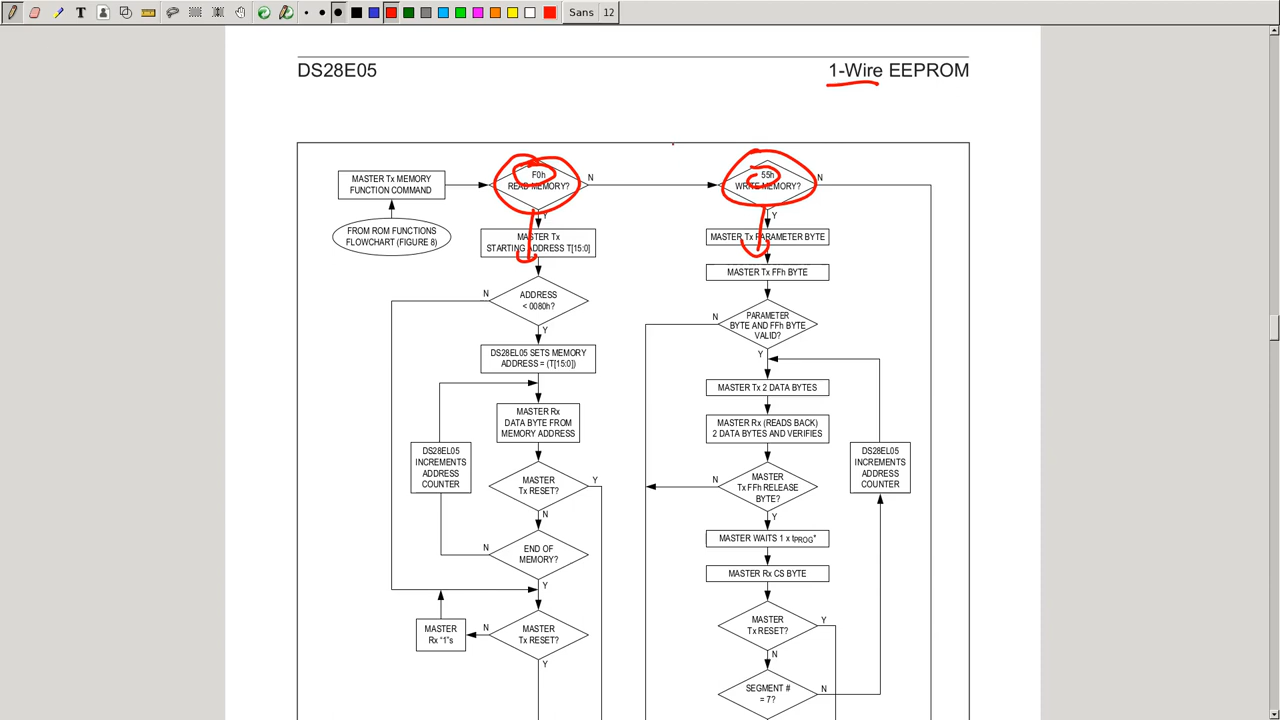 Sans 12
DS28E05
1-Wire EEPROM
MASTER Tx MEMORY
FUNCTION COMMAND
FROM ROM FUNCTIONS
FLOWCHART (FIGURE 8)
F0h
READ MEMORY?
N
Y
MASTER Tx
STARTING ADDRESS T[15:0]
ADDRESS
< 0080h?
N
Y
DS28EL05 SETS MEMORY
ADDRESS = (T[15:0])
MASTER Rx
DATA BYTE FROM
MEMORY ADDRESS
DS28EL05
INCREMENTS
ADDRESS
COUNTER
MASTER
Tx RESET?
Y
N
END OF
MEMORY?
N
Y
MASTER
Rx “1”s
N
MASTER
Tx RESET?
Y
55h
WRITE MEMORY?
N
Y
MASTER Tx PARAMETER BYTE
MASTER Tx FFh BYTE
PARAMETER
BYTE AND FFh BYTE
VALID?
N
Y
MASTER Tx 2 DATA BYTES
MASTER Rx (READS BACK)
2 DATA BYTES AND VERIFIES
DS28EL05
INCREMENTS
ADDRESS
COUNTER
MASTER
Tx FFh RELEASE
BYTE?
N
Y
MASTER WAITS 1 x tPROG*
MASTER Rx CS BYTE
MASTER
Tx RESET?
Y
N
SEGMENT #
= 7?
N